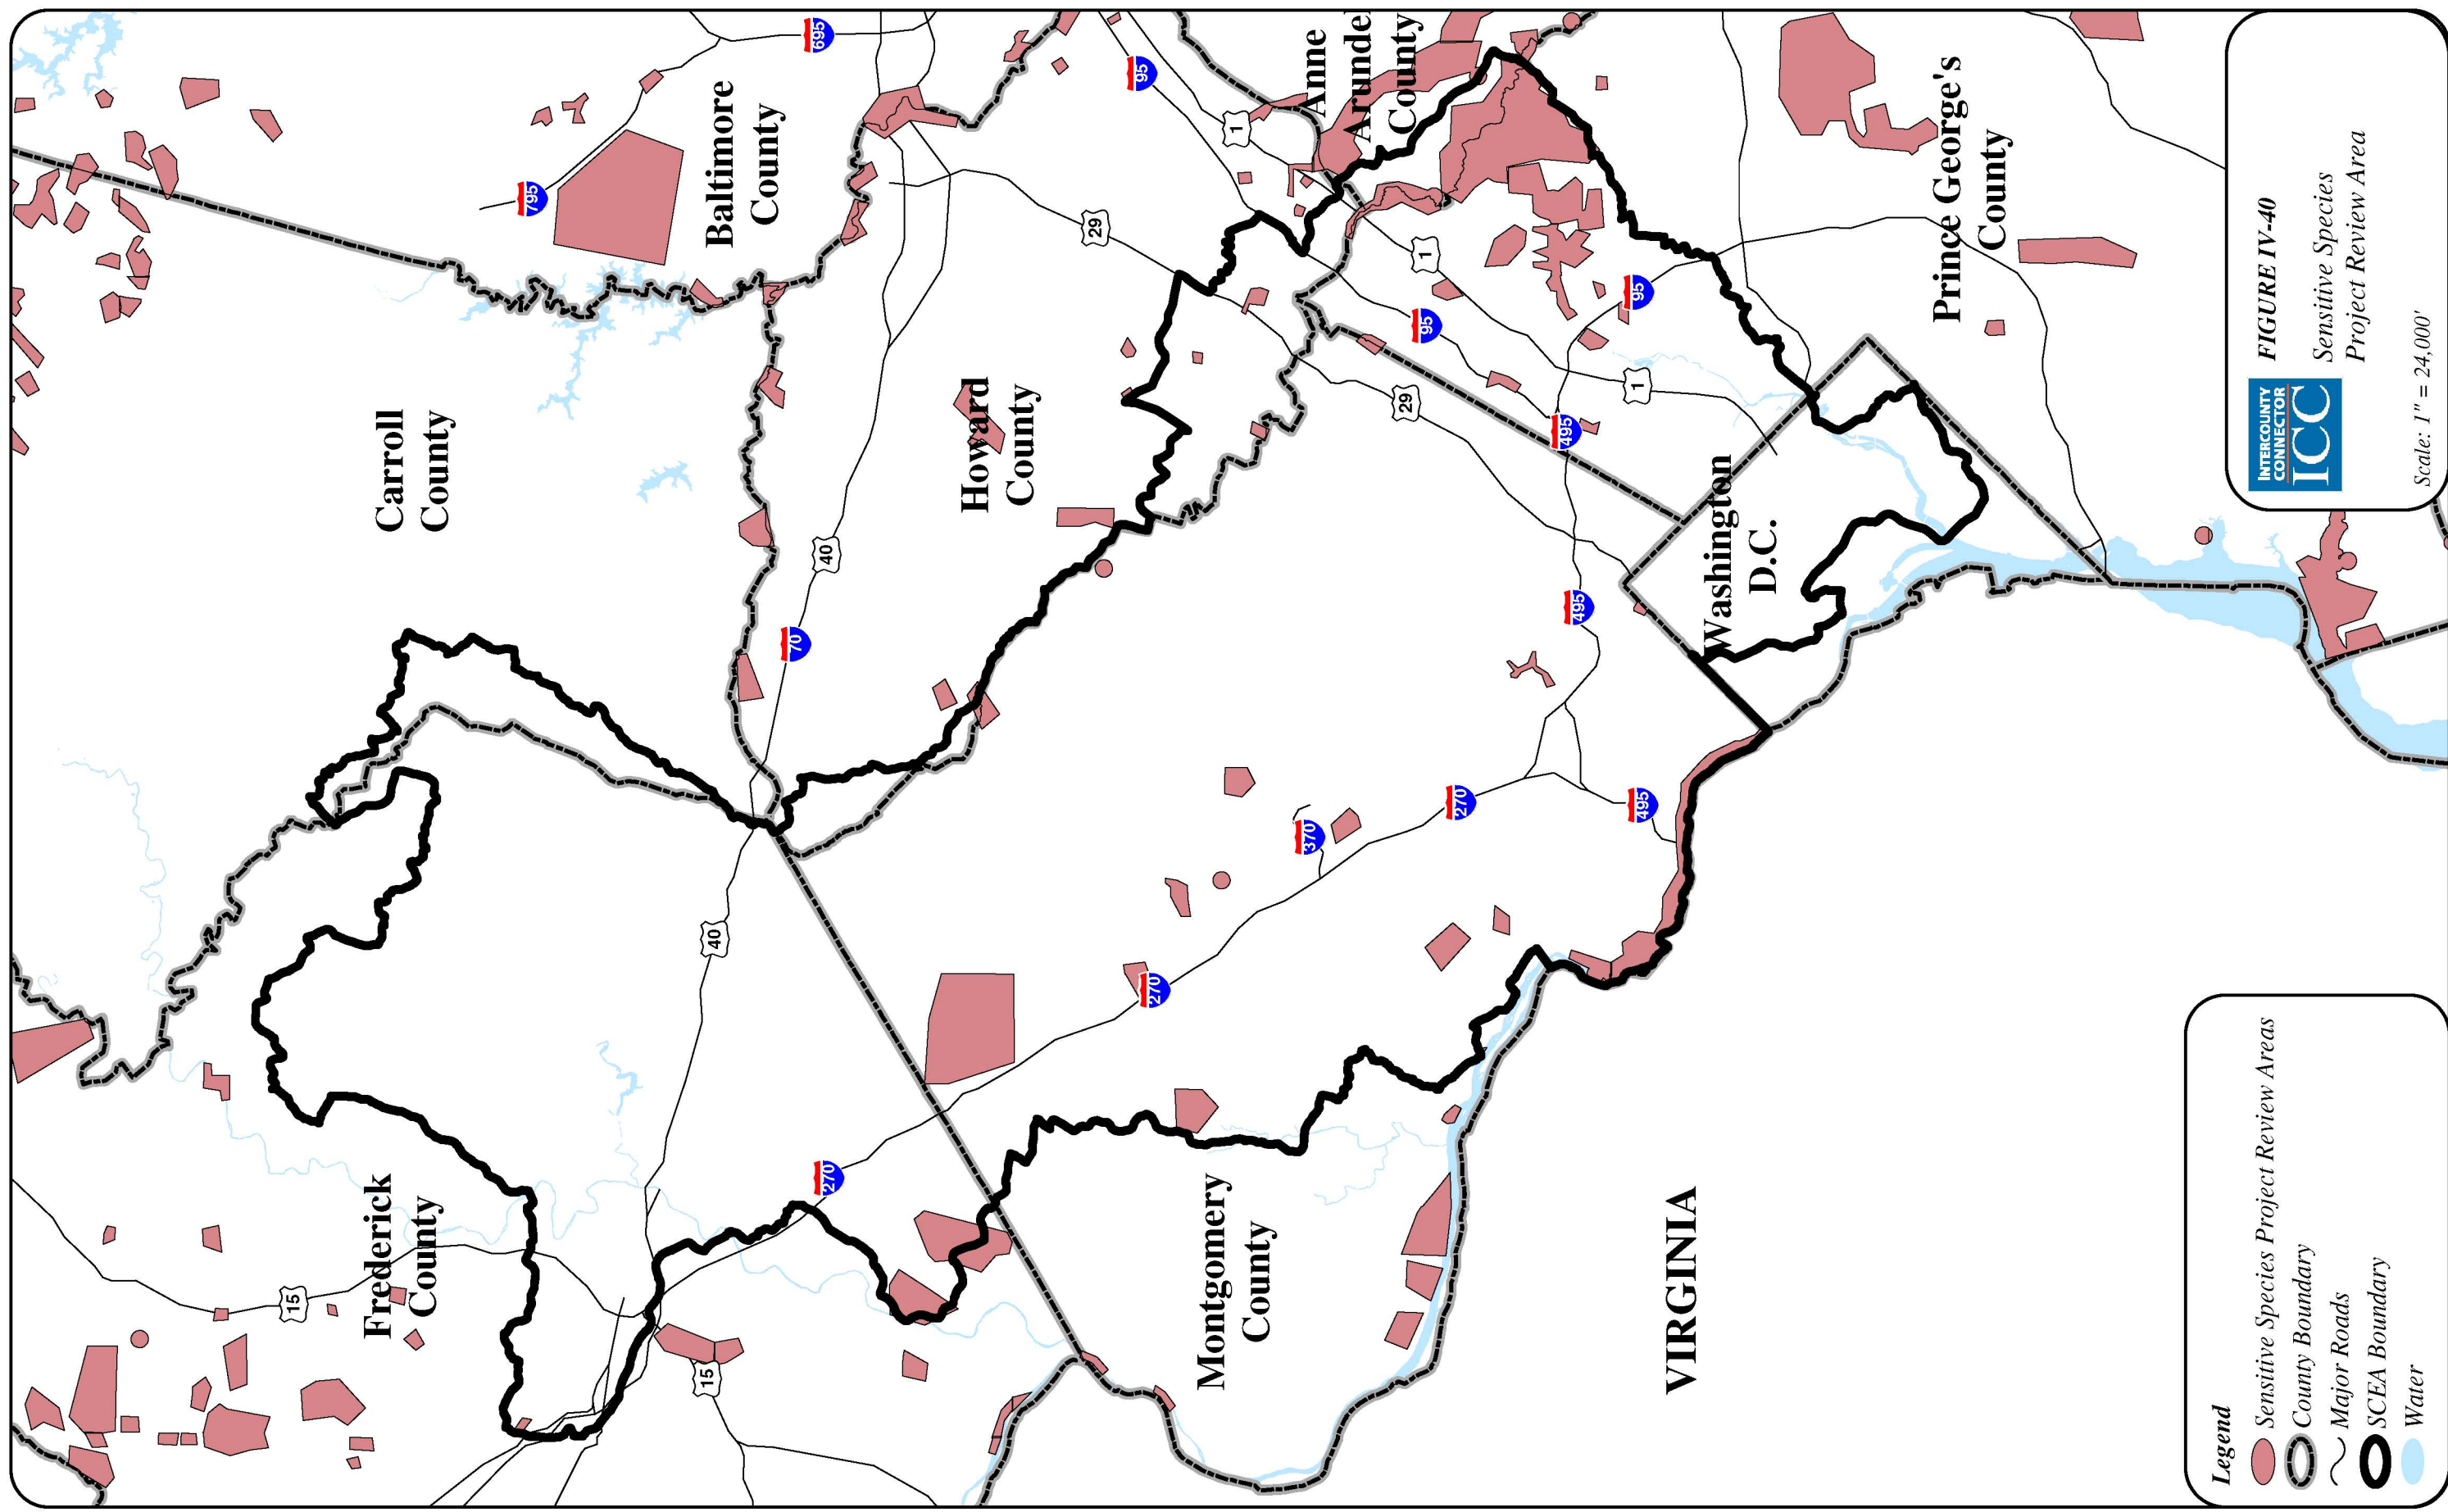 Carroll
County
Baltimore
County
Frederick
County
Howard
County
Anne
Arundel
County
Montgomery
County
Prince George's
County
Washington
D.C.
VIRGINIA
695
795
95
1
29
40
70
1
95
95
29
495
1
495
270
370
495
270
40
270
15
15
Legend
Sensitive Species Project Review Areas
County Boundary
Major Roads
SCEA Boundary
Water
INTERCOUNTY
CONNECTOR
ICC
FIGURE IV-40
Sensitive Species
Project Review Area
Scale: 1" = 24,000'